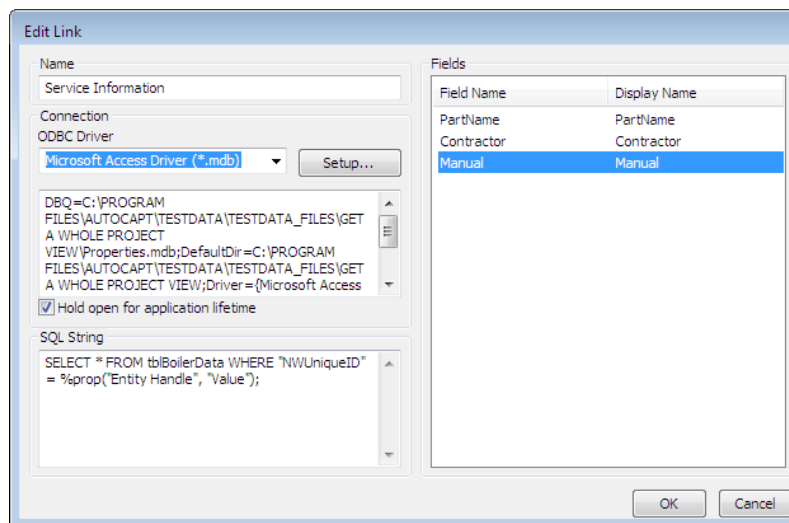 Edit Link
Name
Service Information
Connection
ODBC Driver
Microsoft Access Driver (*.mdb)
Setup...
DBQ=C:\PROGRAM
FILES\AUTOCAPT\TESTDATA\TESTDATA_FILES\GET
A WHOLE PROJECT
VIEW\Properties.mdb;DefaultDir=C:\PROGRAM
FILES\AUTOCAPT\TESTDATA\TESTDATA_FILES\GET
A WHOLE PROJECT VIEW;Driver={Microsoft Access
Hold open for application lifetime
SQL String
SELECT * FROM tblBoilerData WHERE "NWUniqueID"
= %prop("Entity Handle", "Value");
Fields
Field Name Display Name
PartName PartName
Contractor Contractor
Manual Manual
OK Cancel